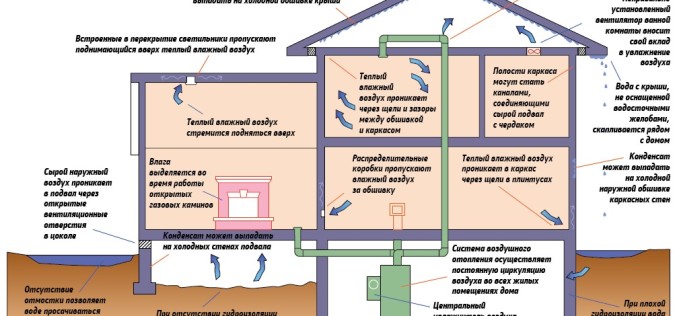 выпадать на холодной обшивке крыши
установленный
вентилятор ванной
комнаты вносит
свой вклад
в увлажнение
воздуха
Встроенные в перекрытие светильники пропускают
поднимающийся вверх теплый влажный воздух
Теплый
влажный
воздух проникает
через щели и зазоры
между обшивкой
и каркасом
Полости каркаса
могут стать
каналами,
соединяющими
сырой подвал
с чердаком
Вода с крыши,
не оснащенной
водосточными
желобами,
скапливается рядом
с домом
Теплый влажный воздух
стремится подняться вверх
Влага
выделяется во
время работы
открытых
газовых каминов
Распределительные
коробки пропускают
влажный воздух
за обшивку
Теплый влажный воздух
проникает в каркас
через щели в плинтусах
Конденсат
может выпадать
на холодной
наружной обшивке
каркасных стен
Сырой наружный
воздух проникает
в подвал через
открытые
вентиляционные
отверстия
в цоколе
Конденсат может выпадать
на холодных стенах подвала
Система воздушного
отопления осуществляет
постоянную циркуляцию
воздуха во всех жилых
помещениях дома
Отсутствие
отмостки позволяет
воде просачиваться
При отсутствии гидроизоляции
Центральный
При плохой
гидроизоляции вода